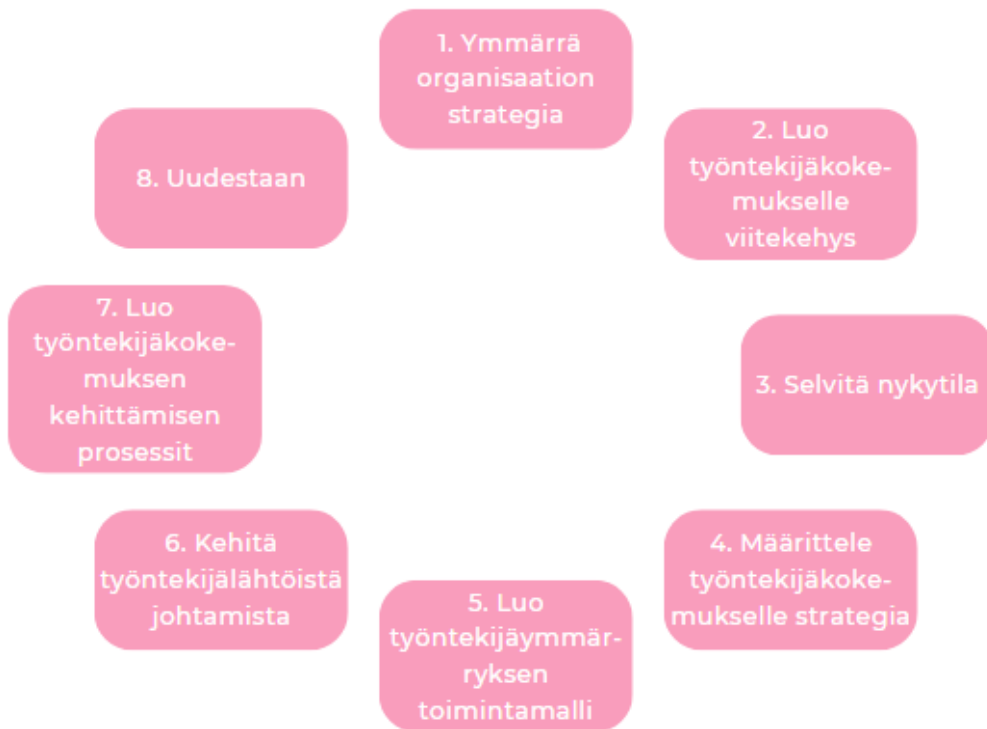 1. Ymmärrä
organisaation
strategia
2. Luo
työntekijäkoke-
mukselle
viitekehys
3. Selvitä nykytila
4. Määrittele
työntekijäkoke-
mukselle strategia
5. Luo
työntekijäymmär-
ryksen
toimintamalli
6. Kehitä
työntekijälähtöistä
johtamista
7. Luo
työntekijäkoke-
muksen
kehittämisen
prosessit
8. Uudestaan